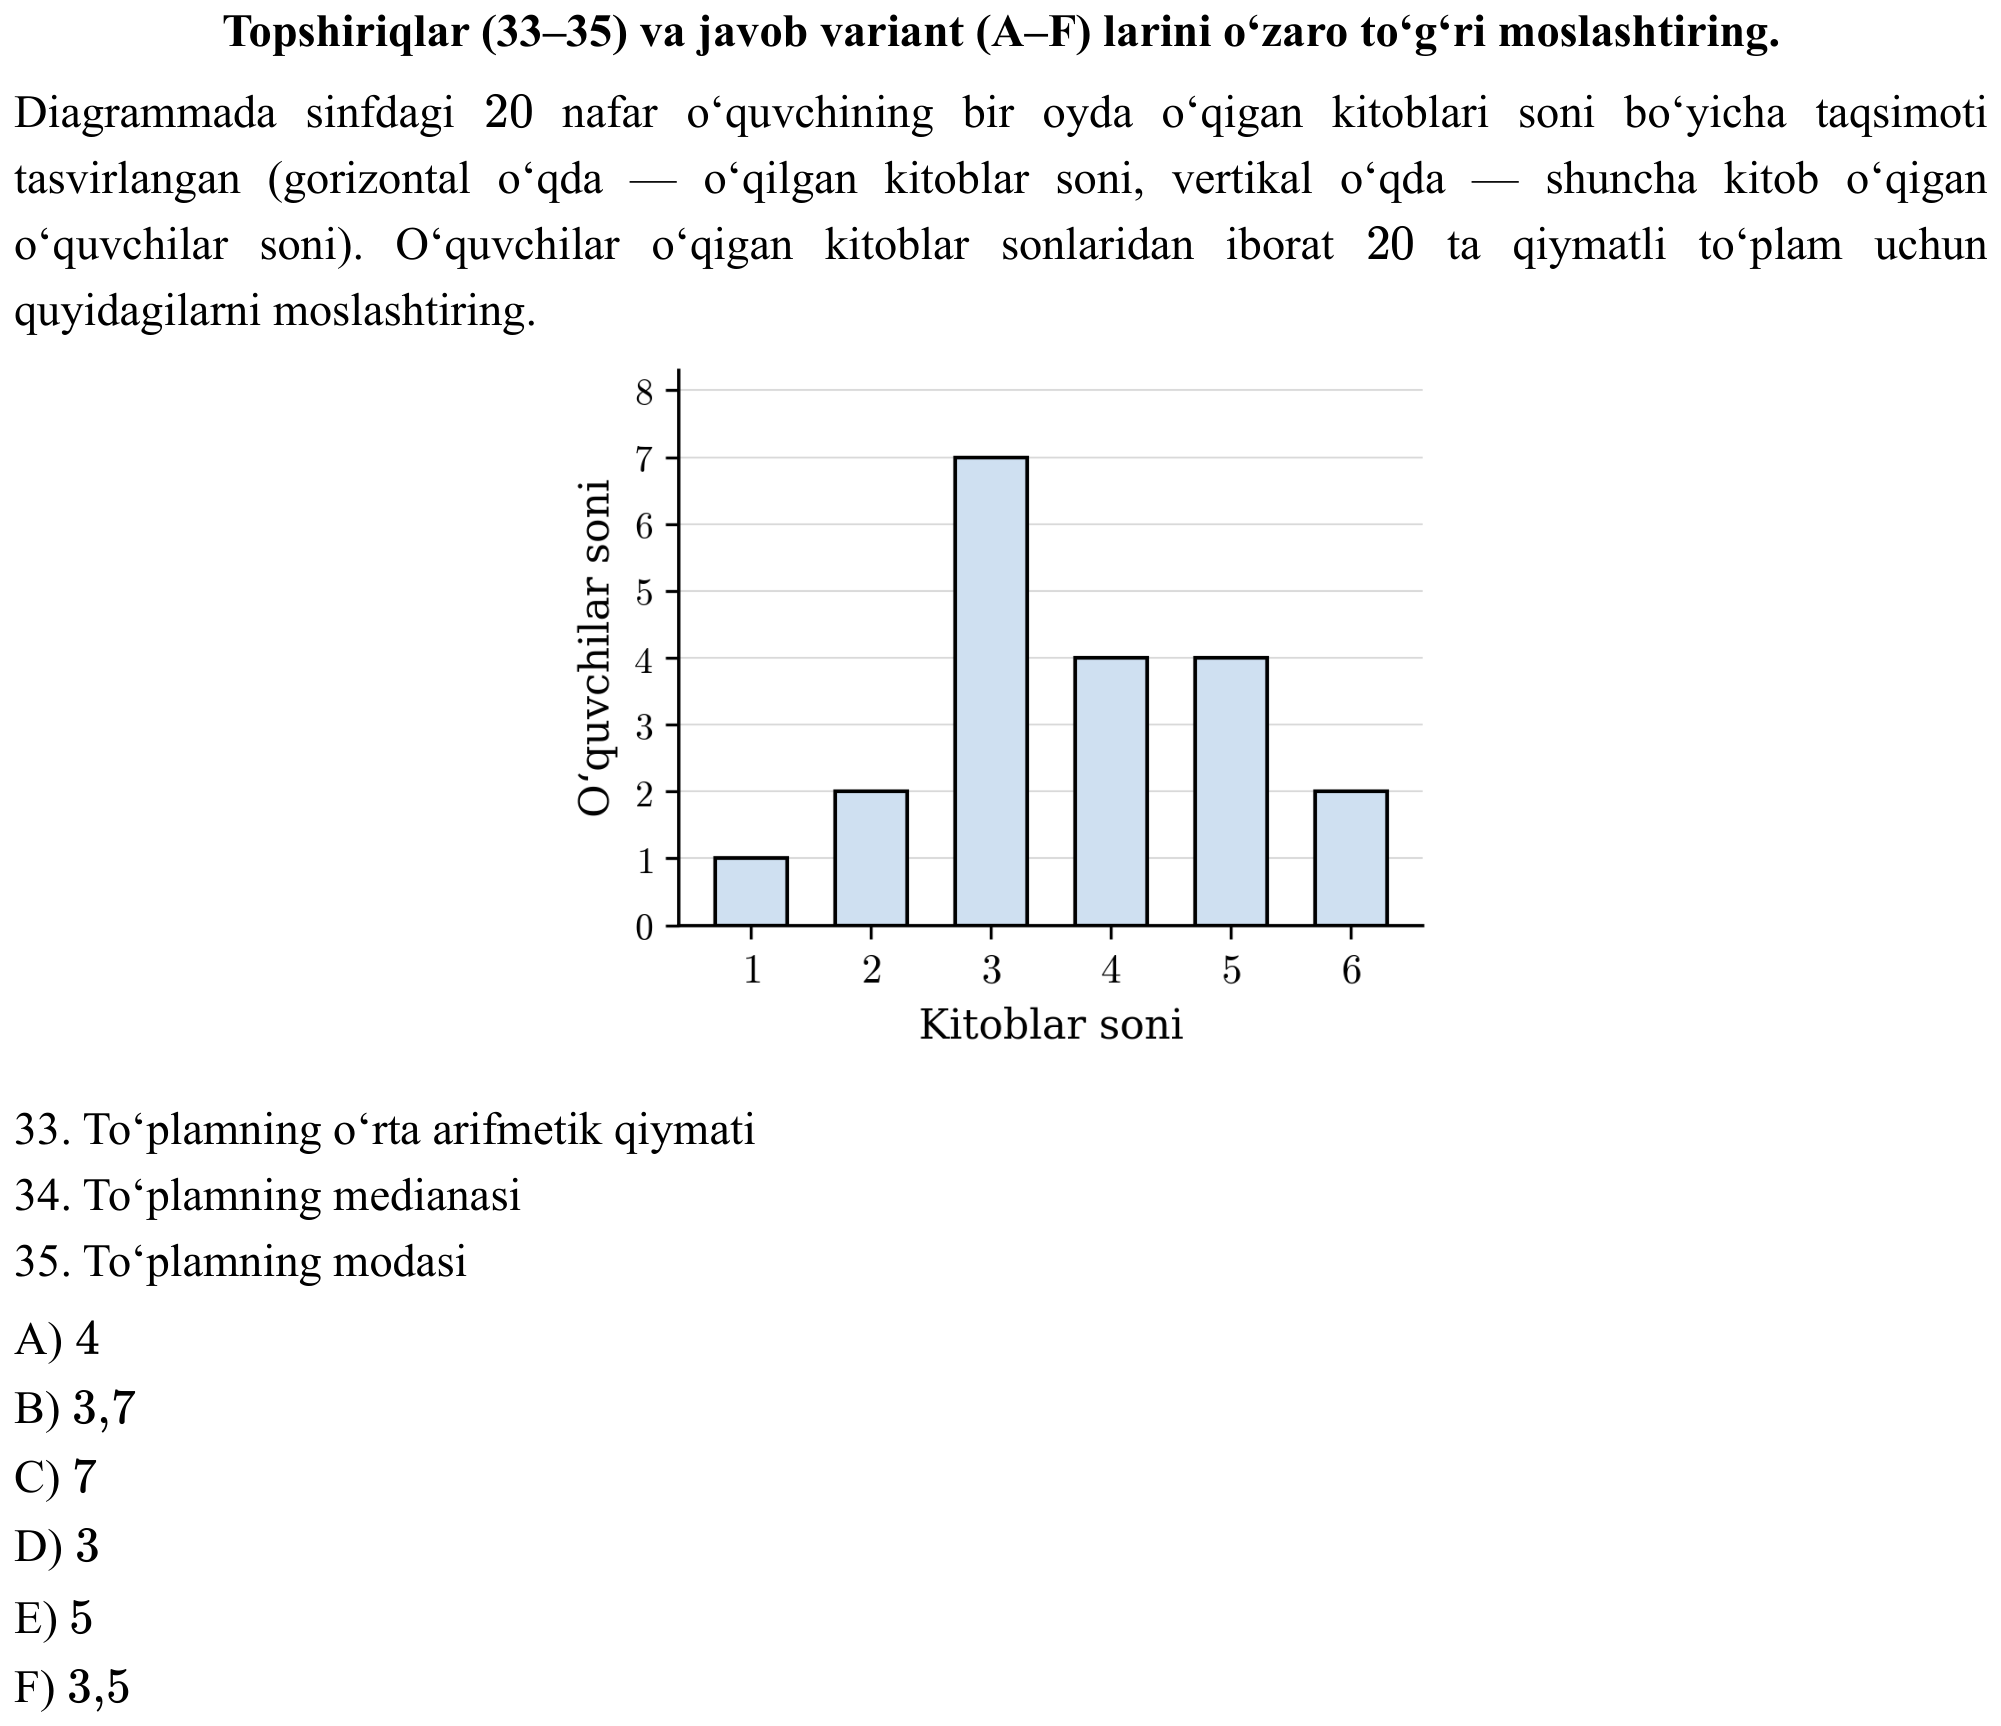 Topshiriqlar (33–35) va javob variant (A–F) larini o‘zaro to‘g‘ri moslashtiring.
Diagrammada sinfdagi 20 nafar o‘quvchining bir oyda o‘qigan kitoblari soni bo‘yicha taqsimoti
tasvirlangan (gorizontal o‘qda — o‘qilgan kitoblar soni, vertikal o‘qda — shuncha kitob o‘qigan
o‘quvchilar soni). O‘quvchilar o‘qigan kitoblar sonlaridan iborat 20 ta qiymatli to‘plam uchun
quyidagilarni moslashtiring.
O‘quvchilar soni
8
7
6
5
4
3
2
1
0
1 2 3 4 5 6
Kitoblar soni
33. To‘plamning o‘rta arifmetik qiymati
34. To‘plamning medianasi
35. To‘plamning modasi
A) 4
B) 3,7
C) 7
D) 3
E) 5
F) 3,5